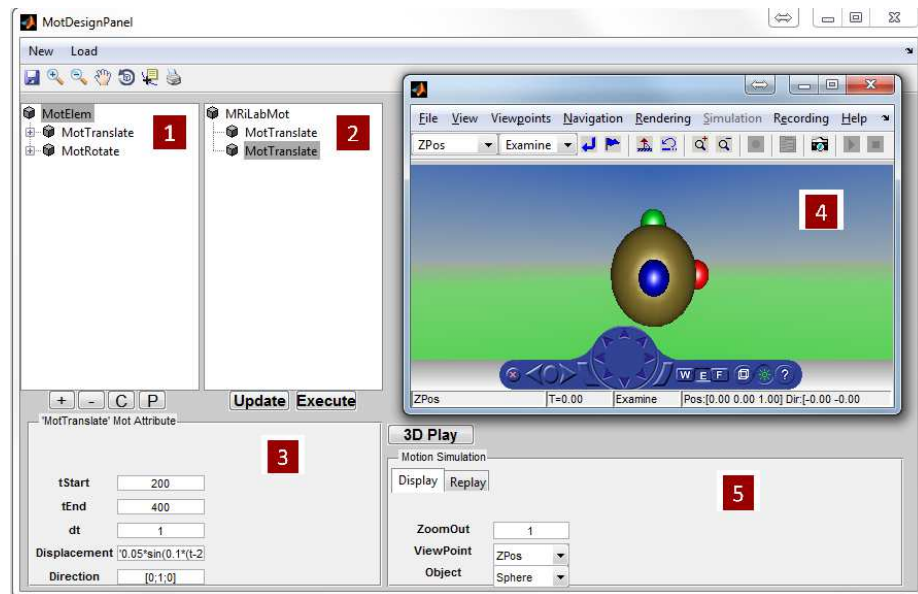 MotDesignPanel
New Load
MotElem
MotTranslate
MotRotate
1
MRiLabMot
MotTranslate
MotTranslate
2
File View Viewpoints Navigation Rendering Simulation Recording Help
ZPos Examine
4
W E F ?
ZPos T=0.00 Examine Pos:[0.00 0.00 1.00] Dir:[-0.00 -0.00
+ - C P
Update Execute
'MotTranslate' Mot Attribute
3
tStart 200
tEnd 400
dt 1
Displacement '0.05*sin(0.1*(t-2
Direction [0;1;0]
3D Play
Motion Simulation
Display Replay
5
ZoomOut 1
ViewPoint ZPos
Object Sphere